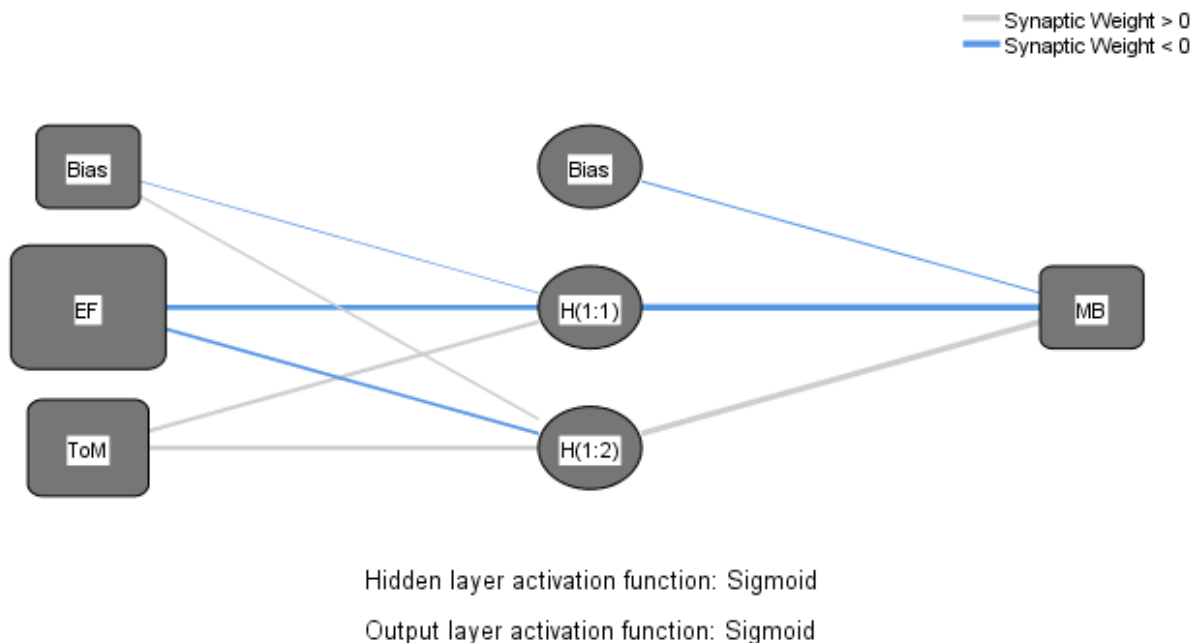 Synaptic Weight > 0
Synaptic Weight < 0
Bias
Bias
EF
H(1:1)
MB
ToM
H(1:2)
Hidden layer activation function: Sigmoid
Output layer activation function: Sigmoid